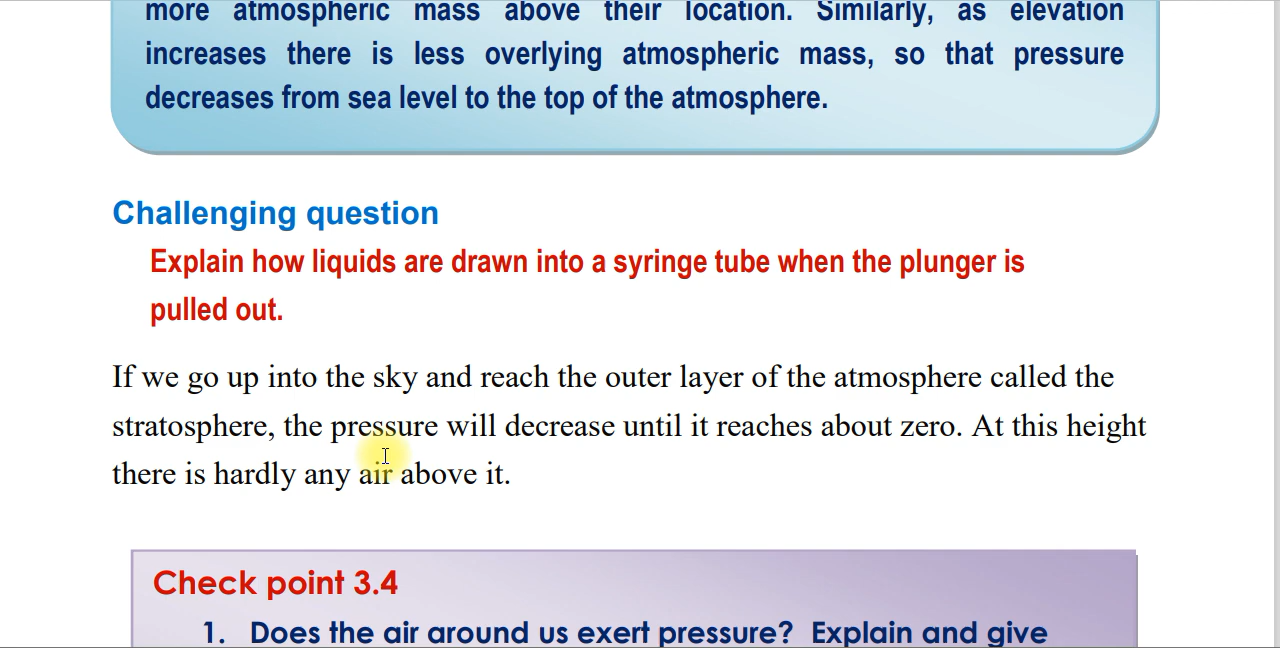 more atmospheric mass above their location. Similarly, as elevation
increases there is less overlying atmospheric mass, so that pressure
decreases from sea level to the top of the atmosphere.
Challenging question
Explain how liquids are drawn into a syringe tube when the plunger is
pulled out.
If we go up into the sky and reach the outer layer of the atmosphere called the
stratosphere, the pressure will decrease until it reaches about zero. At this height
there is hardly any air above it.
Check point 3.4
1. Does the air around us exert pressure? Explain and give